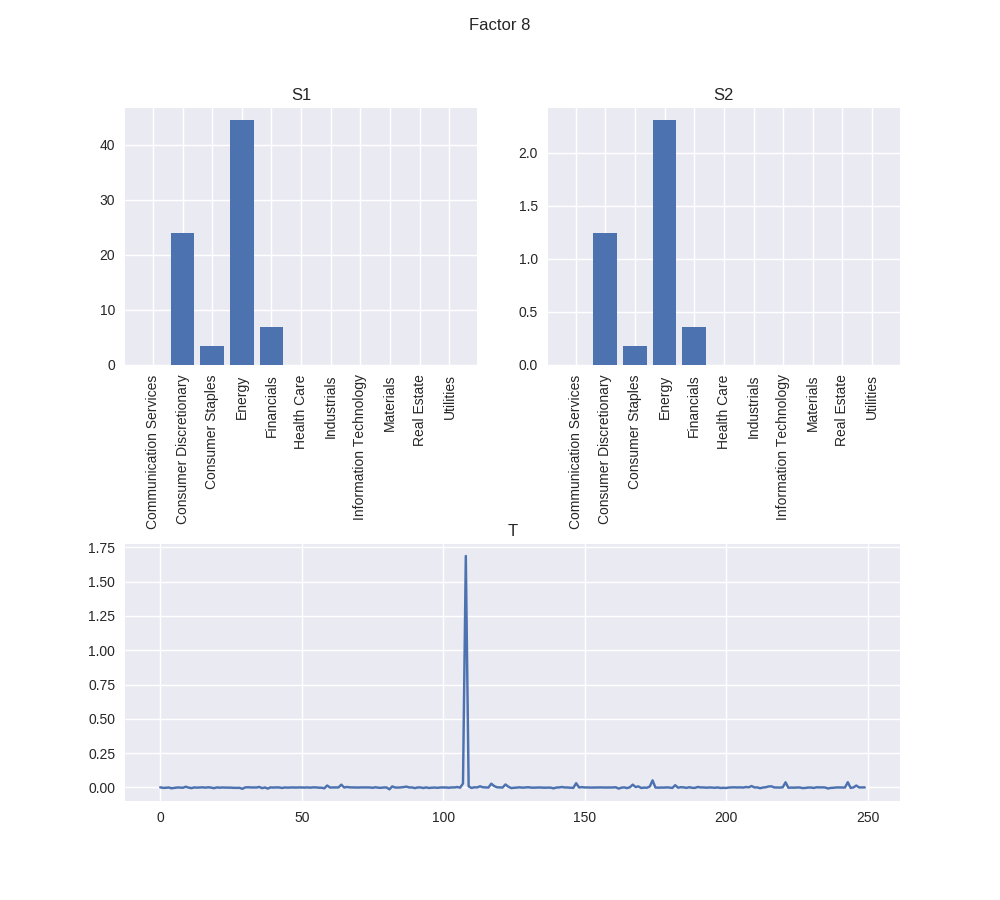 Factor 8
S1
S2
40
30
20
10
0
2.0
1.5
1.0
0.5
0.0
Communication Services
Consumer Discretionary
Consumer Staples
Energy
Financials
Health Care
Industrials
Information Technology
Materials
Real Estate
Utilities
Communication Services
Consumer Discretionary
Consumer Staples
Energy
Financials
Health Care
Industrials
Information Technology
Materials
Real Estate
Utilities
T
1.75
1.50
1.25
1.00
0.75
0.50
0.25
0.00
0
50
100
150
200
250